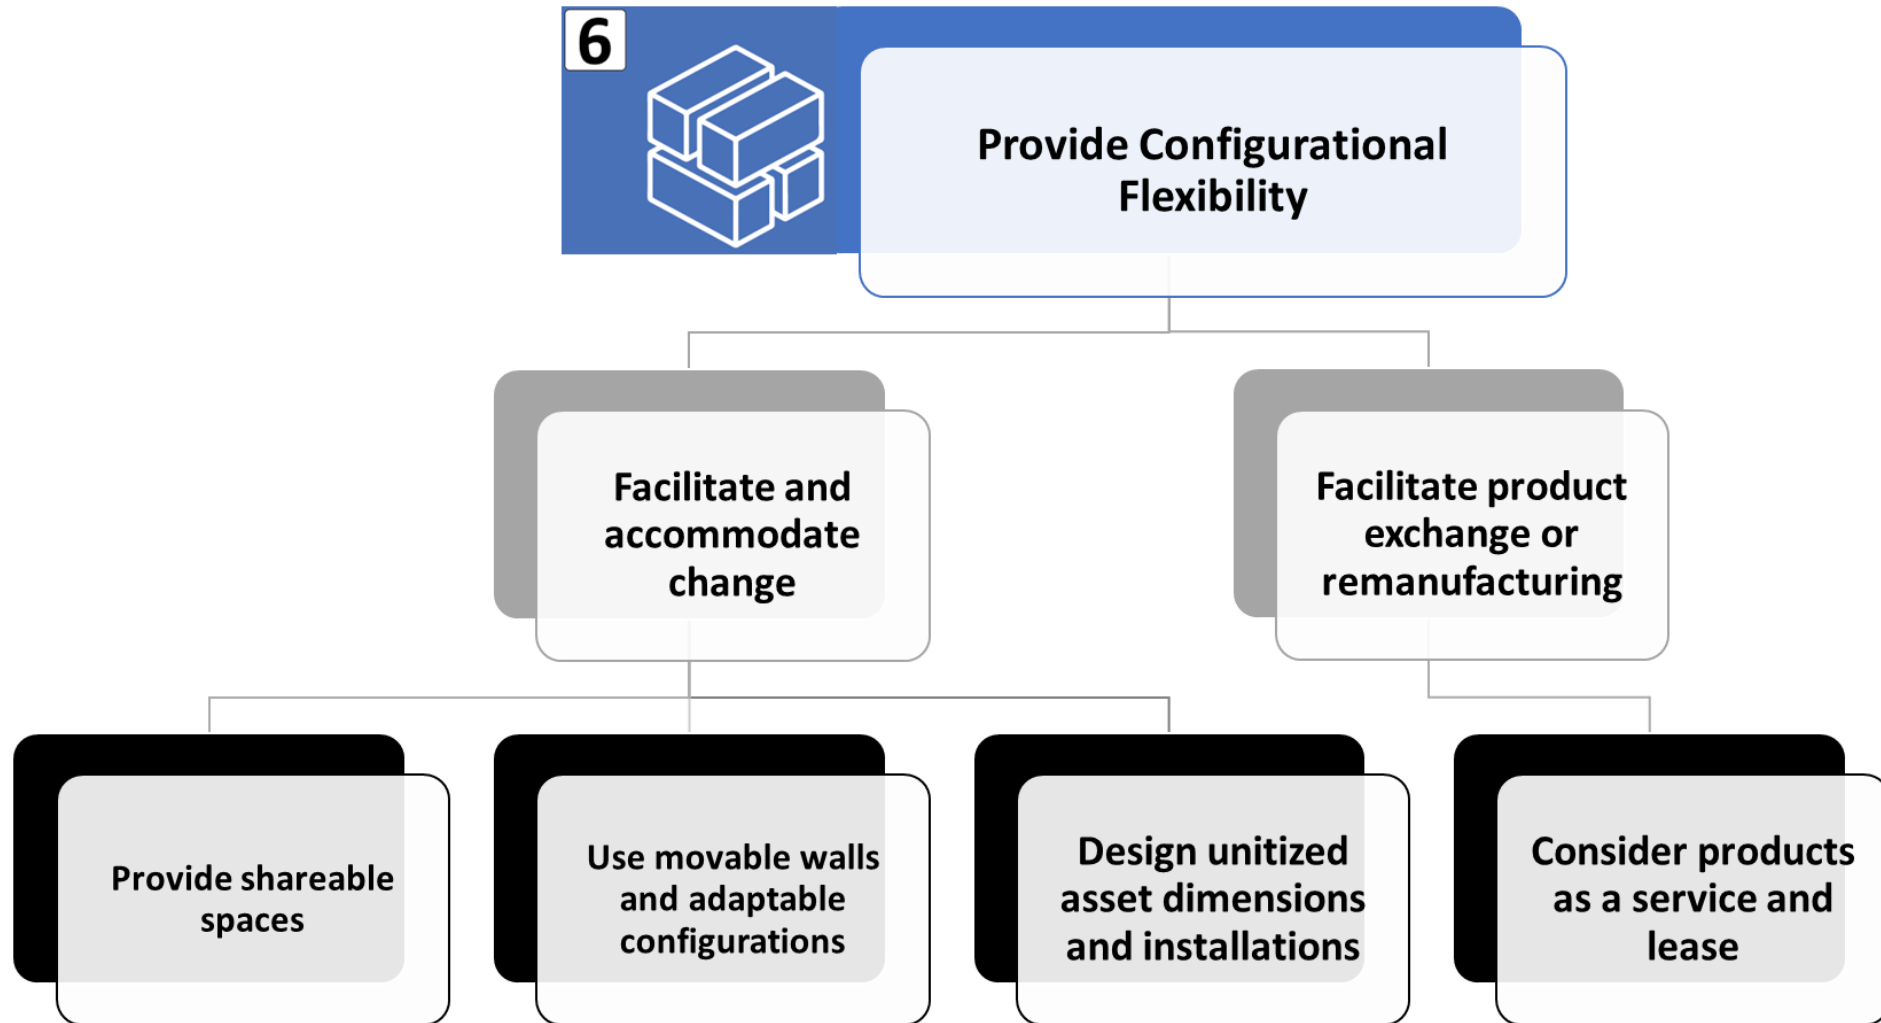 6
Provide Configurational
Flexibility
Facilitate and
accommodate
change
Facilitate product
exchange or
remanufacturing
Provide shareable
spaces
Use movable walls
and adaptable
configurations
Design unitized
asset dimensions
and installations
Consider products
as a service and
lease